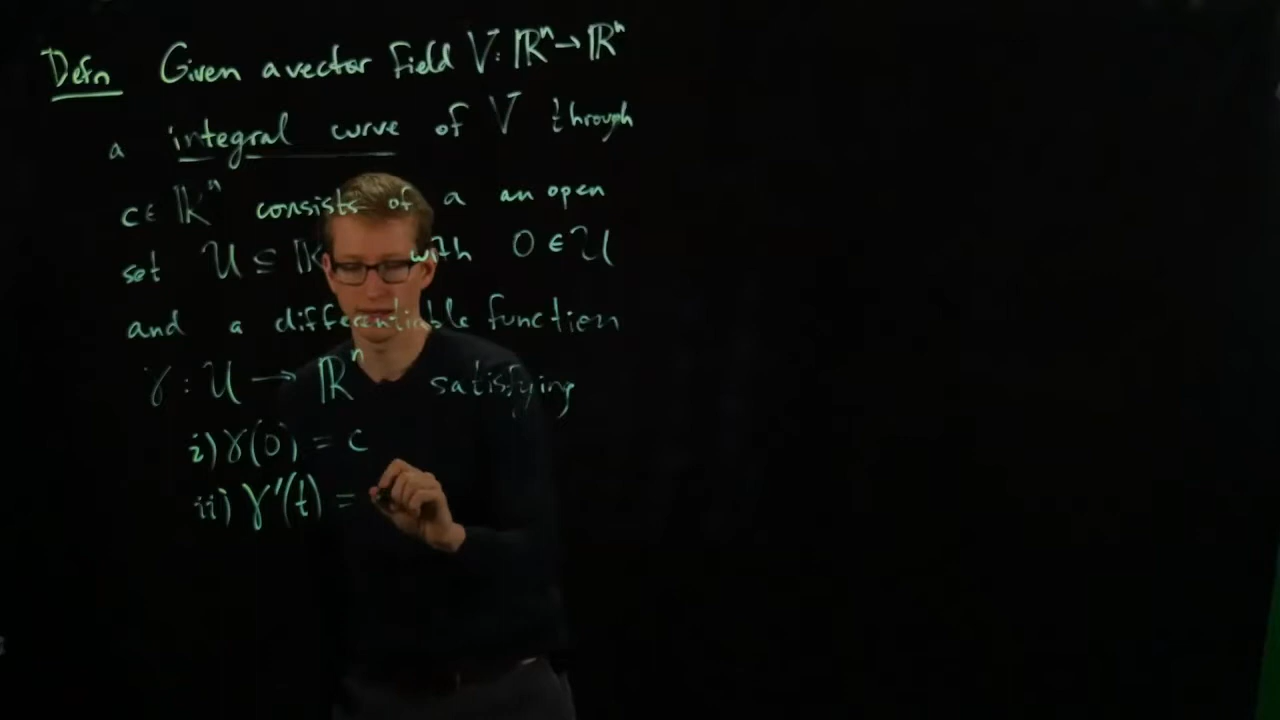 Defn Given a vector field V: ℝⁿ → ℝⁿ
a integral curve of V through
c ∈ ℝⁿ consists of a an open
set U ⊆ ℝ with 0 ∈ U
and a differentiable function
γ : U → ℝⁿ satisfying
i) γ(0) = c
ii) γ'(t) =